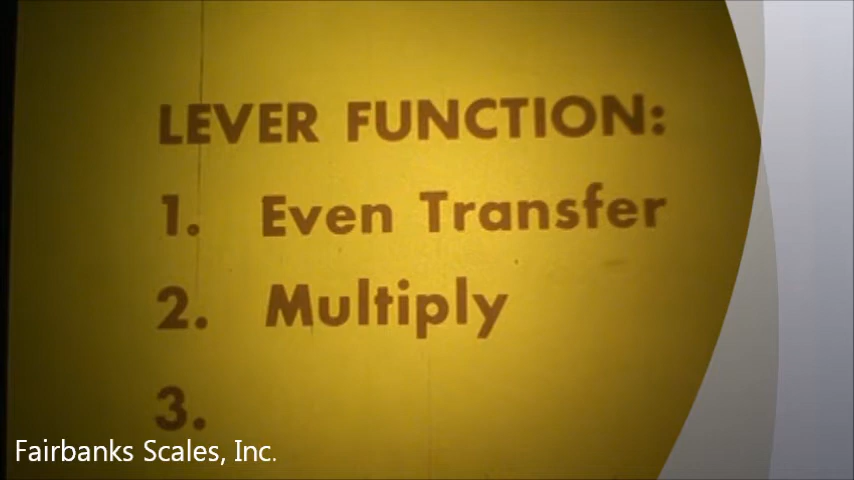 LEVER FUNCTION:
1. Even Transfer
2. Multiply
3.
Fairbanks Scales, Inc.